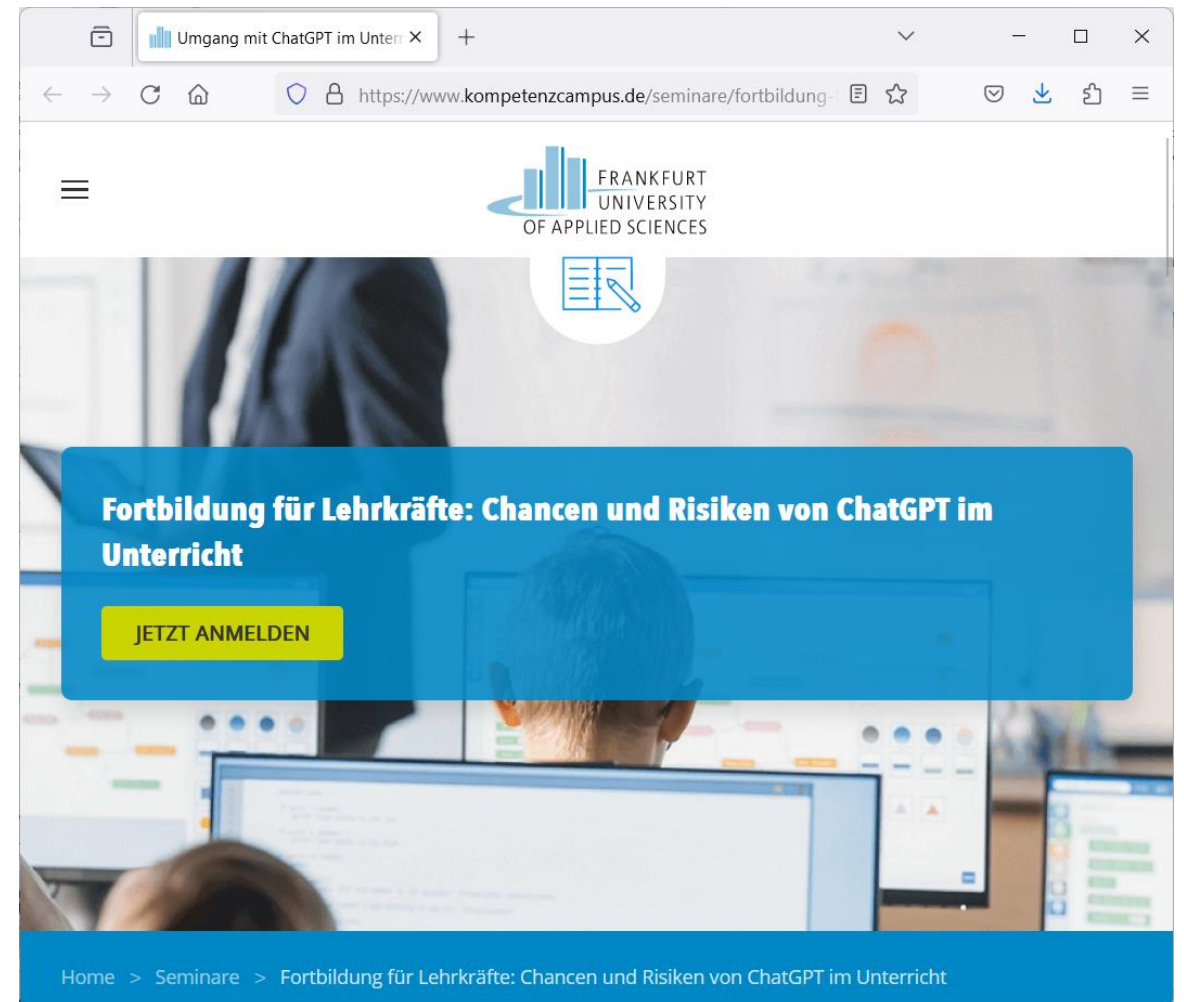 Umgang mit ChatGPT im Unterr
https://www.kompetenzcampus.de/seminare/fortbildung-
FRANKFURT
UNIVERSITY
OF APPLIED SCIENCES
Fortbildung für Lehrkräfte: Chancen und Risiken von ChatGPT im
Unterricht
JETZT ANMELDEN
Home > Seminare > Fortbildung für Lehrkräfte: Chancen und Risiken von ChatGPT im Unterricht